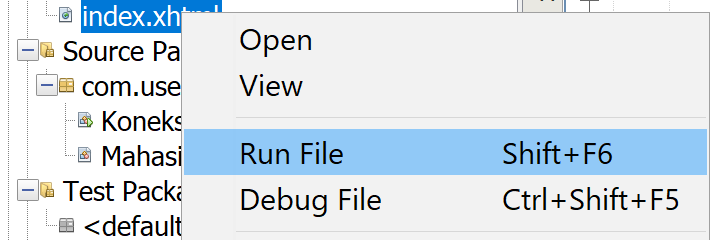 index.xhtml
Open
Source Pa
View
com.use
Koneks
Run File Shift+F6
Mahasi
Test Packa
Debug File Ctrl+Shift+F5
<default